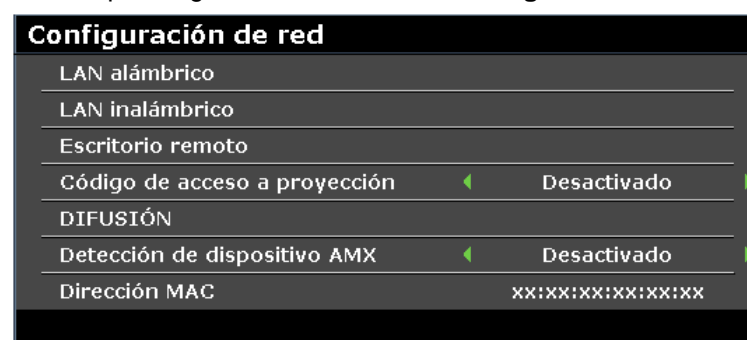 Configuración de red
LAN alámbrico
LAN inalámbrico
Escritorio remoto
Código de acceso a proyección Desactivado
DIFUSIÓN
Detección de dispositivo AMX Desactivado
Dirección MAC xx:xx:xx:xx:xx:xx